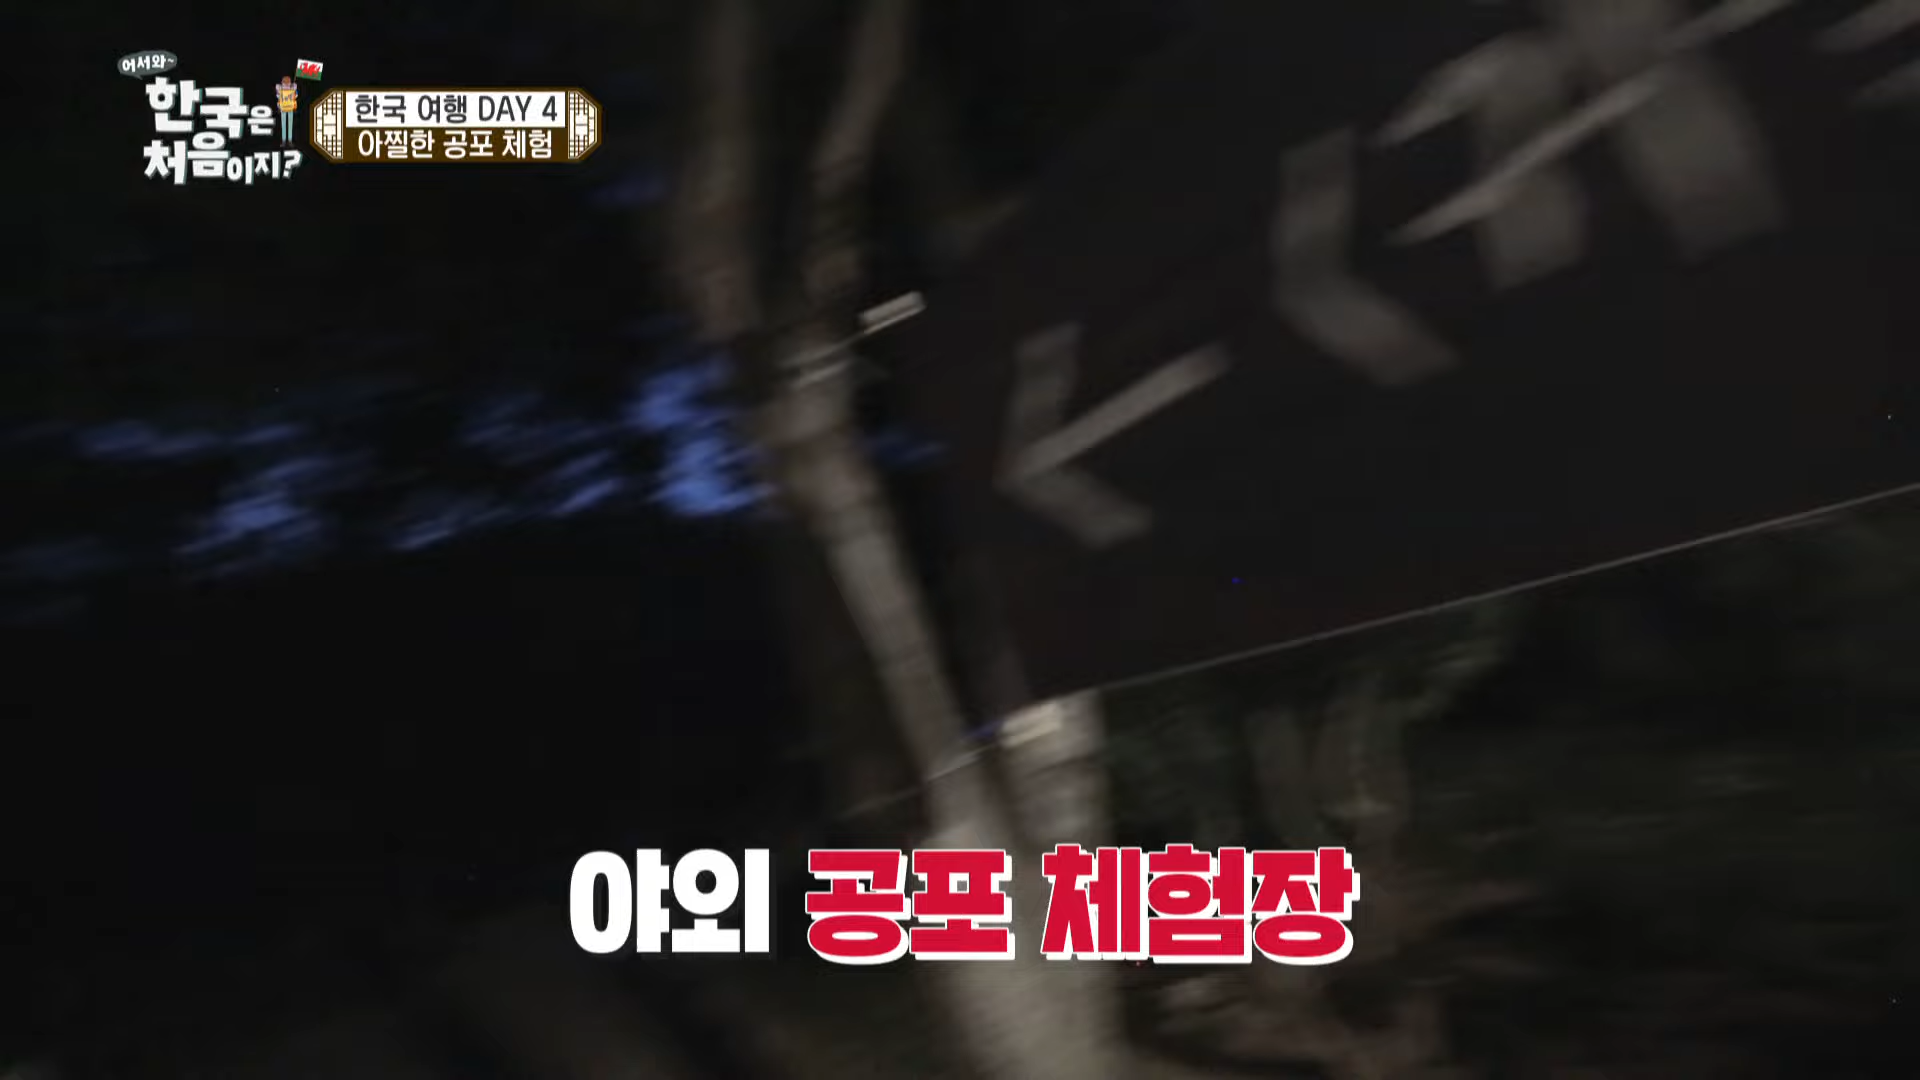 어서와~
한국은
처음이지?
한국 여행 DAY 4
아찔한 공포 체험
야외 공포 체험장